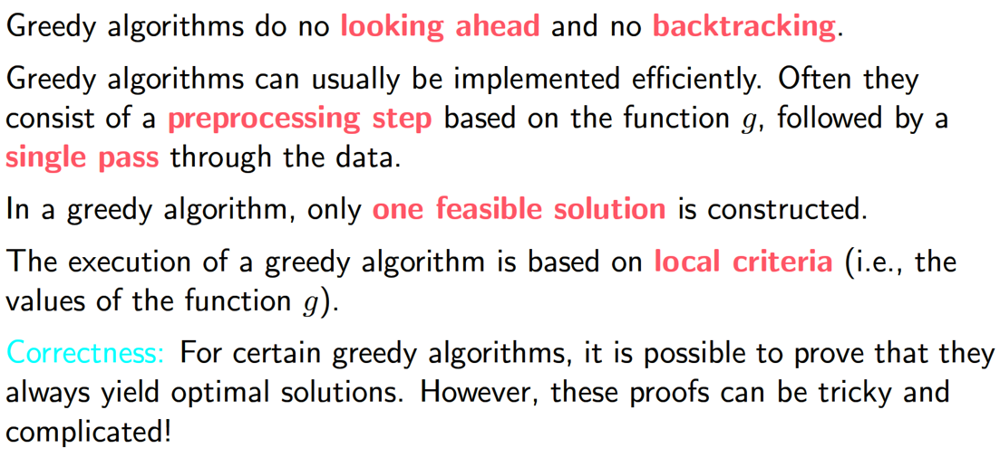 Greedy algorithms do no looking ahead and no backtracking.
Greedy algorithms can usually be implemented efficiently. Often they
consist of a preprocessing step based on the function g, followed by a
single pass through the data.
In a greedy algorithm, only one feasible solution is constructed.
The execution of a greedy algorithm is based on local criteria (i.e., the
values of the function g).
Correctness: For certain greedy algorithms, it is possible to prove that they
always yield optimal solutions. However, these proofs can be tricky and
complicated!